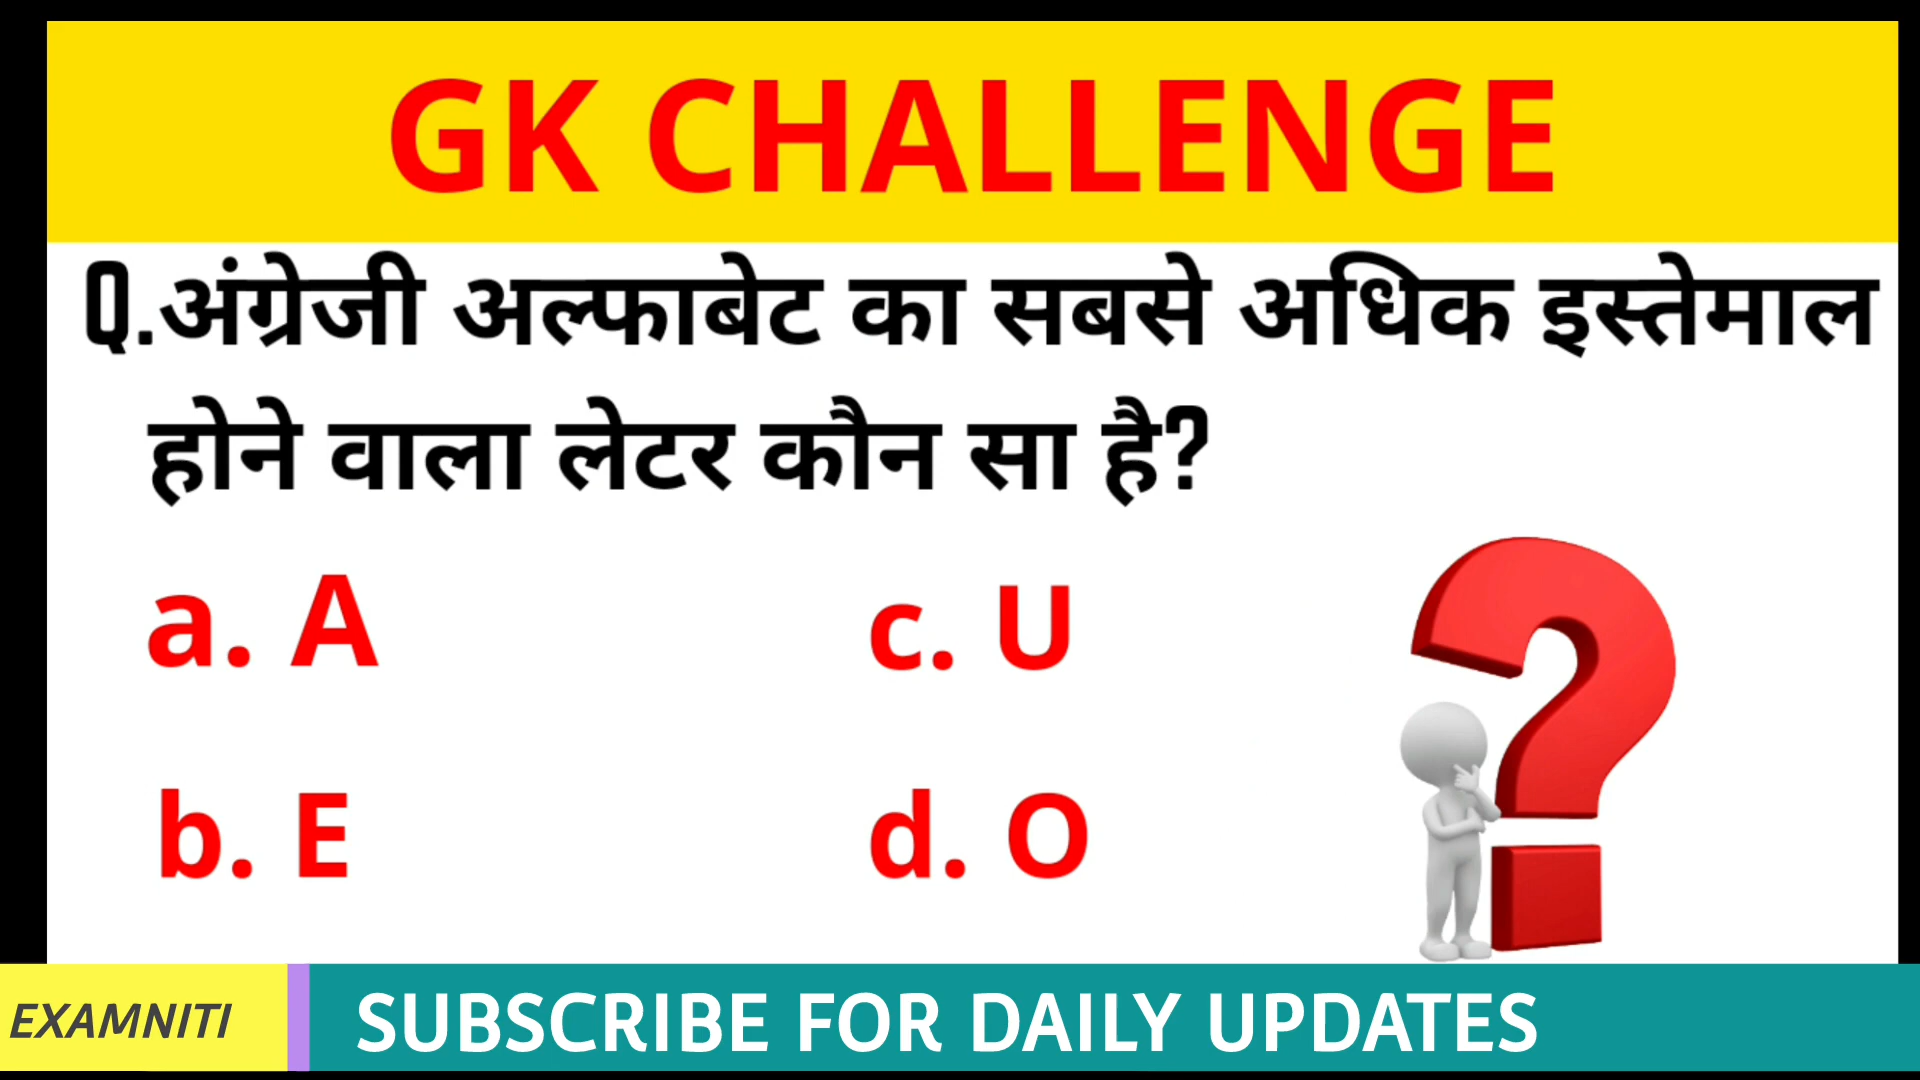 GK CHALLENGE
Q.अंग्रेजी अल्फाबेट का सबसे अधिक इस्तेमाल
होने वाला लेटर कौन सा है?
a. A
c. U
b. E
d. O
EXAMNITI
SUBSCRIBE FOR DAILY UPDATES